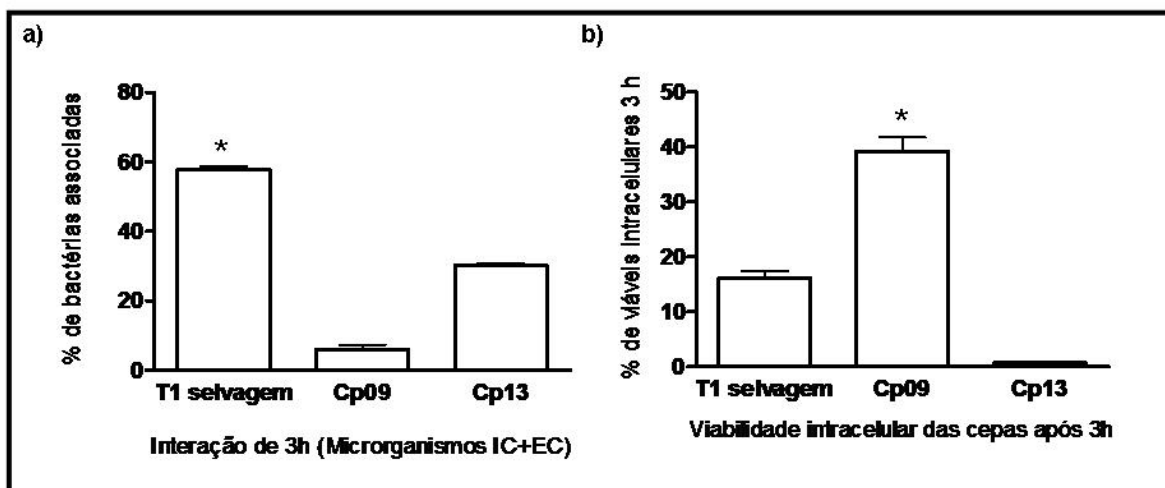 a)
% de bactérias associadas
80
60
40
20
0
*
T1 selvagem Cp09 Cp13
Interação de 3h (Microrganismos IC+EC)
b)
% de viáveis intracelulares 3 h
50
40
30
20
10
0
*
T1 selvagem Cp09 Cp13
Viabilidade intracelular das cepas após 3h